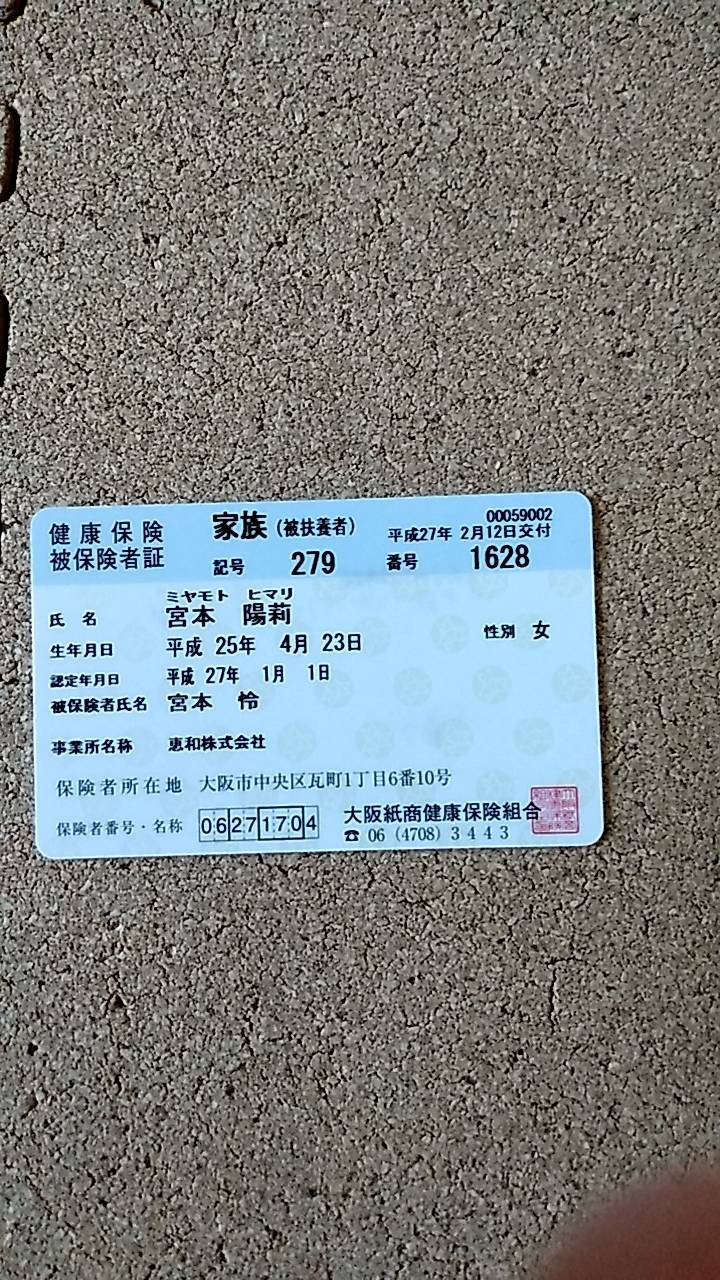 健康保険 家族(被扶養者) 00059002
被保険者証 平成27年 2月12日交付
記号 279 番号 1628
ミヤモト ヒマリ
氏名 宮本 陽莉
生年月日 平成 25年 4月 23日 性別 女
認定年月日 平成 27年 1月 1日
被保険者氏名 宮本 怜
事業所名称 恵和株式会社
保険者所在地 大阪市中央区瓦町1丁目6番10号
保険者番号・名称 06271704 大阪紙商健康保険組合
☎ 06 (4708) 3443